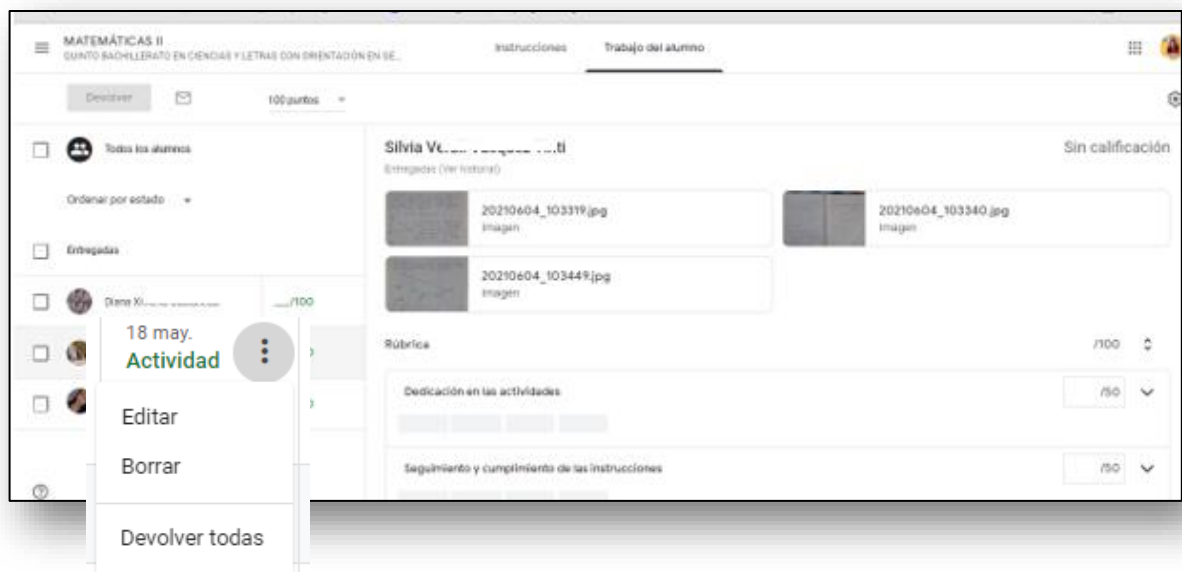 MATEMÁTICAS II
QUINTO BACHILLERATO EN CIENCIAS Y LETRAS CON ORIENTACIÓN EN SE...
Instrucciones
Trabajo del alumno
Devolver
100 puntos
Todos los alumnos
Ordenar por estado
Entregadas
Diana
/100
18 may.
Actividad
Editar
Borrar
Devolver todas
Silvia
Sin calificación
Entregadas (Ver historial)
20210604_103319.jpg
Imagen
20210604_103340.jpg
Imagen
20210604_103449.jpg
Imagen
Rúbrica
/100
Dedicación en las actividades
/50
Seguimiento y cumplimiento de las instrucciones
/50